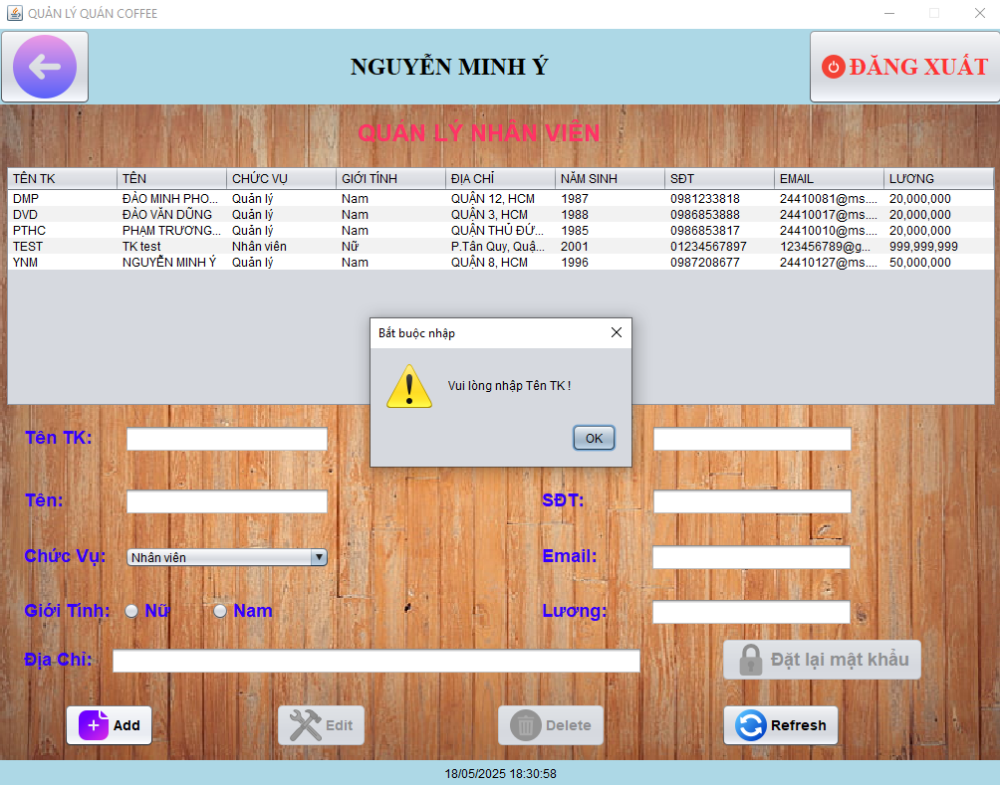 QUẢN LÝ QUÁN COFFEE
NGUYỄN MINH Ý
ĐĂNG XUẤT
QUẢN LÝ NHÂN VIÊN
TÊN TK TÊN CHỨC VỤ GIỚI TÍNH ĐỊA CHỈ NĂM SINH SĐT EMAIL LƯƠNG
DMP ĐÀO MINH PHO... Quản lý Nam QUẬN 12, HCM 1987 0981233818 24410081@ms.... 20,000,000
DVD ĐÀO VĂN DŨNG Quản lý Nam QUẬN 3, HCM 1988 0986853888 24410017@ms.... 20,000,000
PTHC PHẠM TRƯƠNG... Quản lý Nam QUẬN THỦ ĐỨ... 1985 0986853817 24410010@ms.... 20,000,000
TEST TK test Nhân viên Nữ P.Tân Quy, Quậ... 2001 01234567897 123456789@g... 999,999,999
YNM NGUYỄN MINH Ý Quản lý Nam QUẬN 8, HCM 1996 0987208677 24410127@ms.... 50,000,000
Bắt buộc nhập
Vui lòng nhập Tên TK !
OK
Tên TK:
Tên: SĐT:
Chức Vụ: Nhân viên Email:
Giới Tính: Nữ Nam Lương:
Địa Chỉ: Đặt lại mật khẩu
Add Edit Delete Refresh
18/05/2025 18:30:58